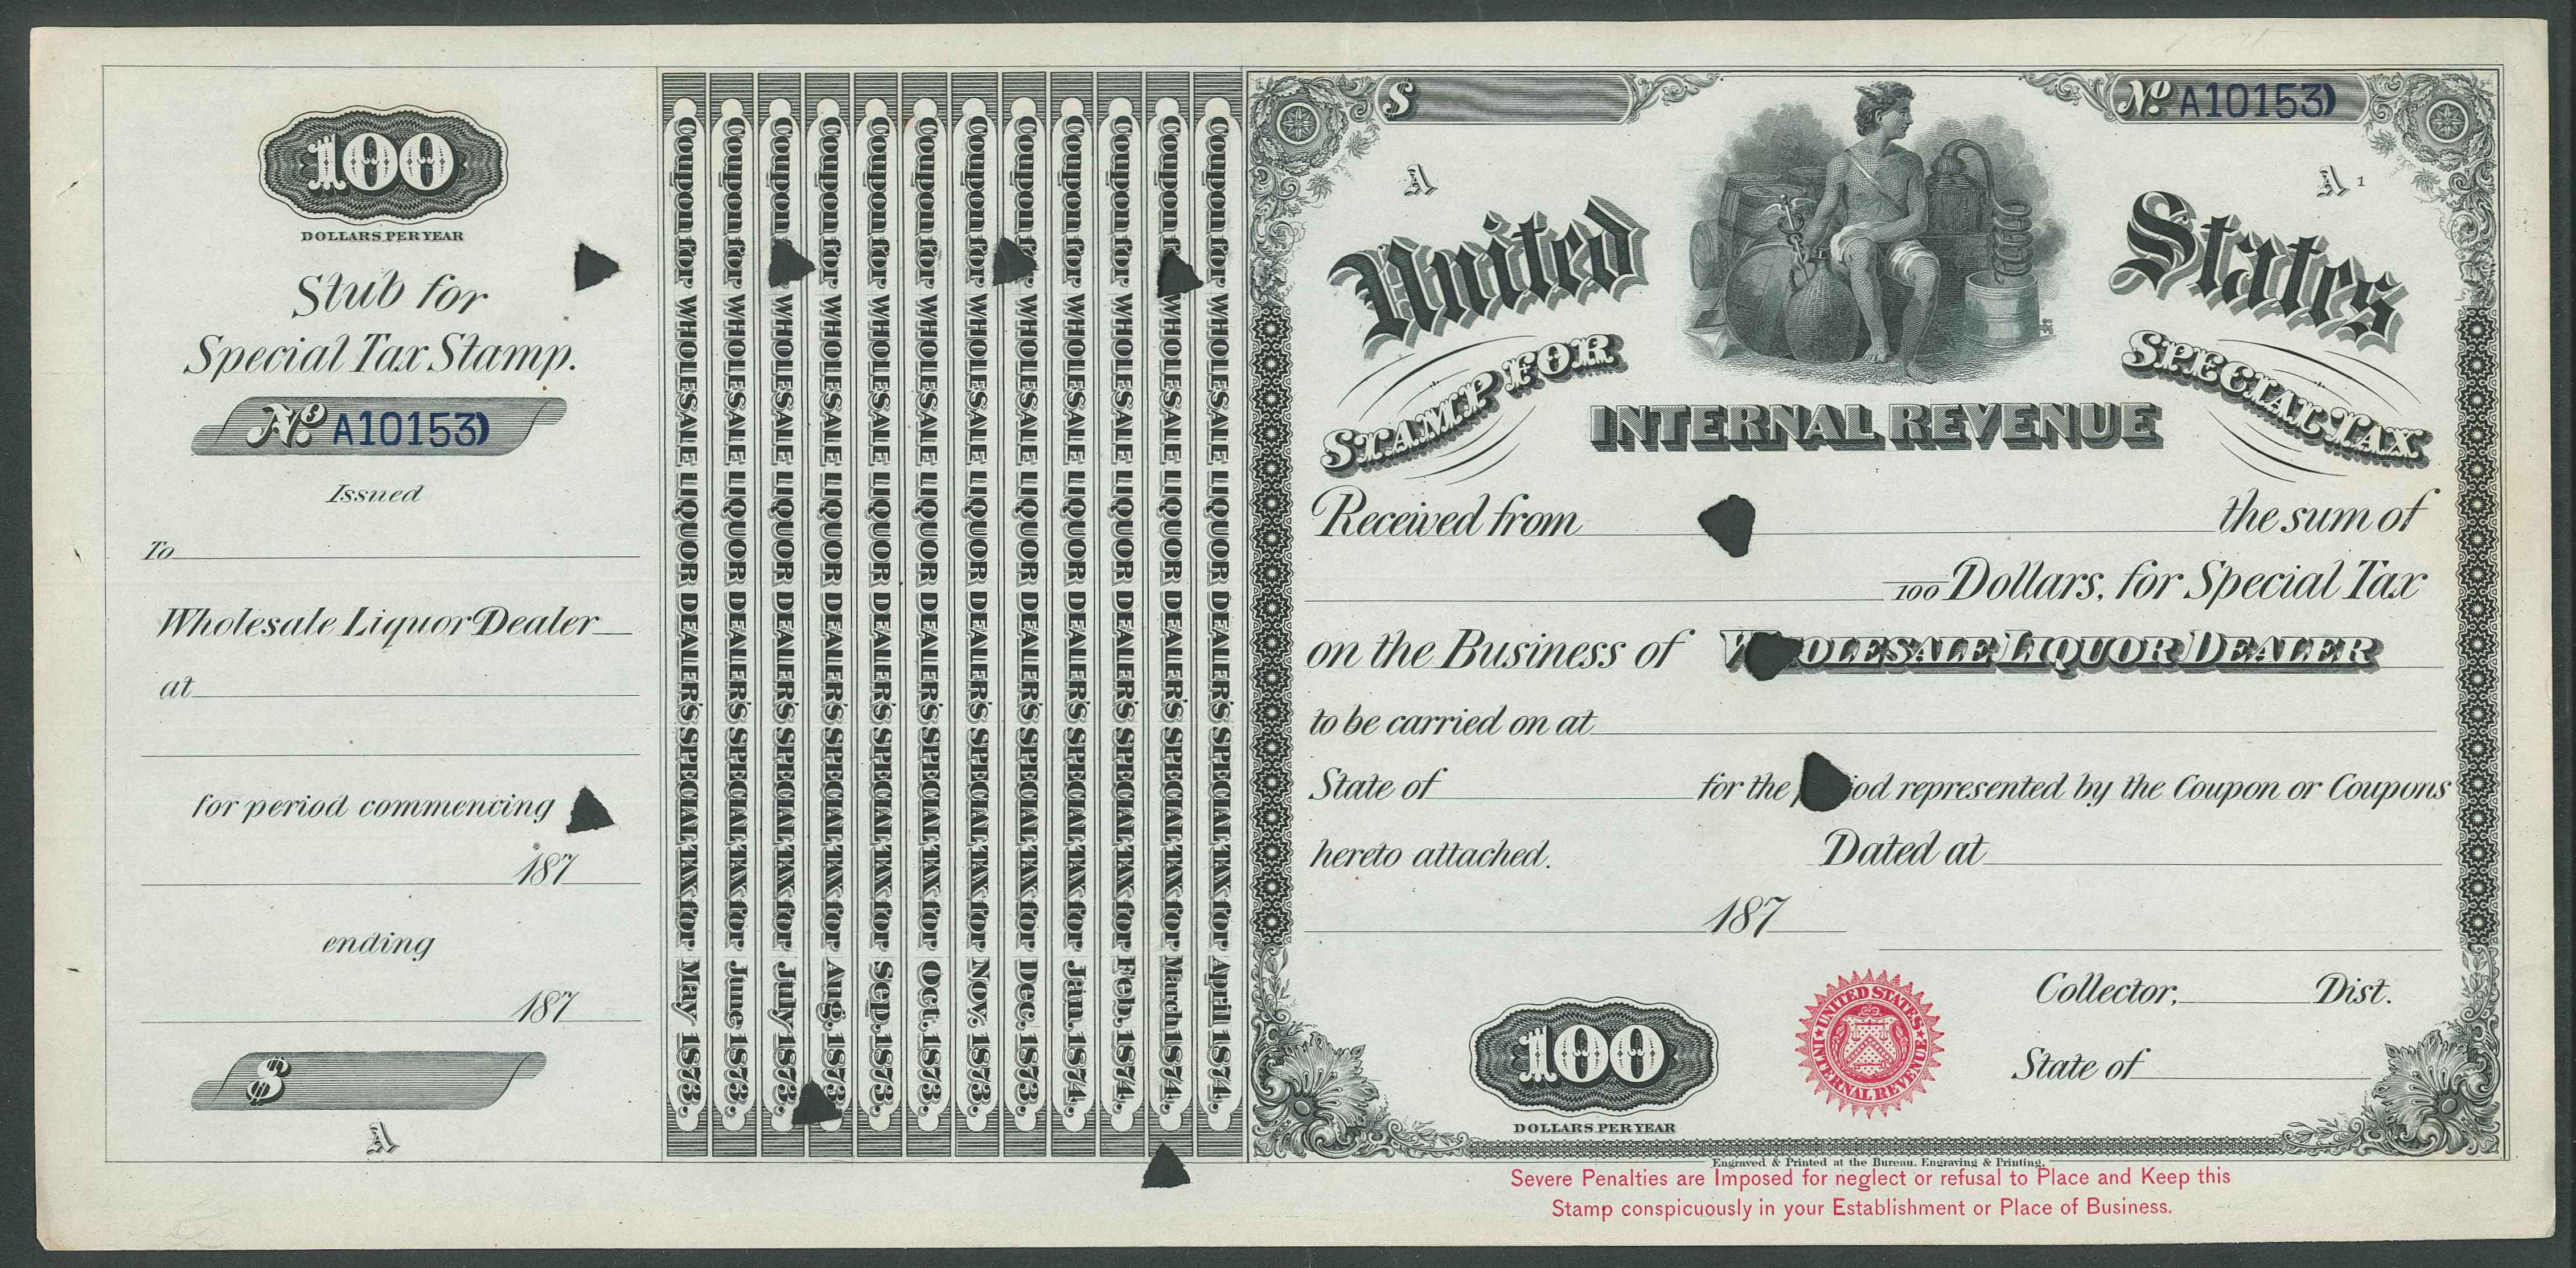 100
DOLLARS PER YEAR
Stub for
Special Tax Stamp.
No. A10153
Issued
To
Wholesale Liquor Dealer
at
for period commencing
187
ending
187
$
A
Coupon for WHOLESALE LIQUOR DEALER'S SPECIAL TAX for May 1873.
Coupon for WHOLESALE LIQUOR DEALER'S SPECIAL TAX for June 1873.
Coupon for WHOLESALE LIQUOR DEALER'S SPECIAL TAX for July 1873.
Coupon for WHOLESALE LIQUOR DEALER'S SPECIAL TAX for Aug. 1873.
Coupon for WHOLESALE LIQUOR DEALER'S SPECIAL TAX for Sep. 1873.
Coupon for WHOLESALE LIQUOR DEALER'S SPECIAL TAX for Oct. 1873.
Coupon for WHOLESALE LIQUOR DEALER'S SPECIAL TAX for Nov. 1873.
Coupon for WHOLESALE LIQUOR DEALER'S SPECIAL TAX for Dec. 1873.
Coupon for WHOLESALE LIQUOR DEALER'S SPECIAL TAX for Jan. 1874.
Coupon for WHOLESALE LIQUOR DEALER'S SPECIAL TAX for Feb. 1874.
Coupon for WHOLESALE LIQUOR DEALER'S SPECIAL TAX for March 1874.
Coupon for WHOLESALE LIQUOR DEALER'S SPECIAL TAX for April 1874.
$
No. A10153
A
A 1
United States
STAMP FOR SPECIAL TAX
INTERNAL REVENUE
Received from the sum of
100 Dollars, for Special Tax
on the Business of WHOLESALE LIQUOR DEALER
to be carried on at
State of for the period represented by the Coupon or Coupons
hereto attached. Dated at
187
Collector, Dist.
State of
100
DOLLARS PER YEAR
UNITED STATES
INTERNAL REVENUE
Engraved & Printed at the Bureau, Engraving & Printing.
Severe Penalties are Imposed for neglect or refusal to Place and Keep this
Stamp conspicuously in your Establishment or Place of Business.